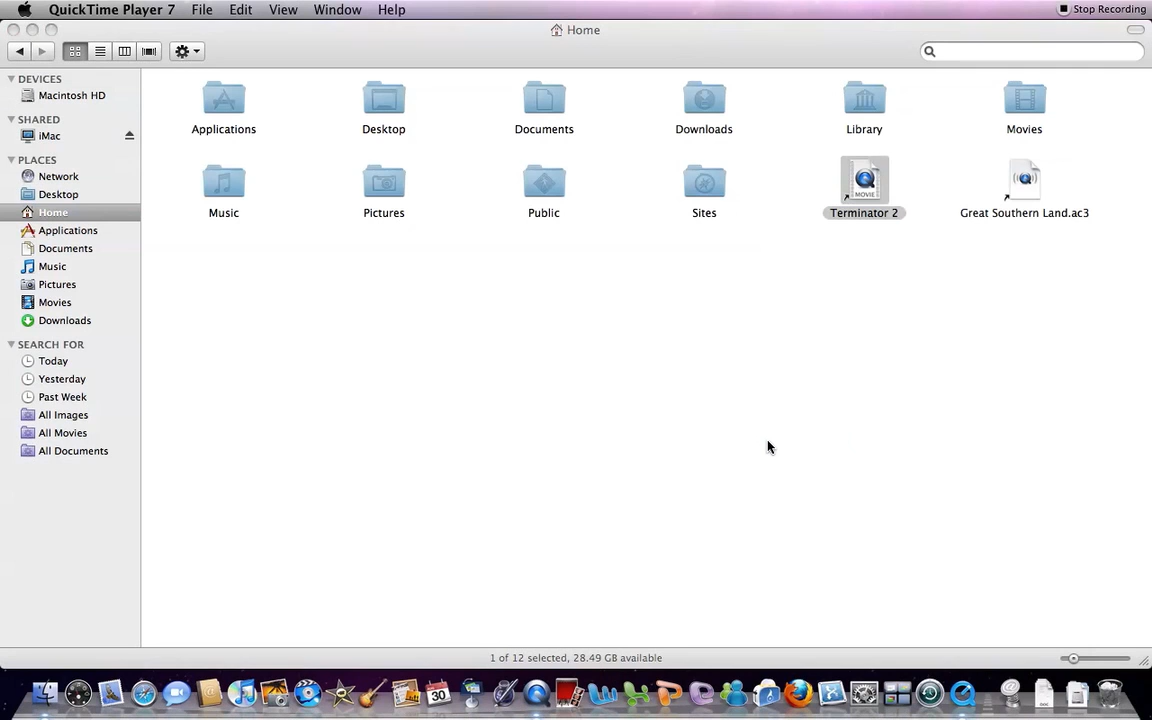 QuickTime Player 7 File Edit View Window Help Stop Recording
Home
DEVICES
Macintosh HD
SHARED
iMac
PLACES
Network
Desktop
Home
Applications
Documents
Music
Pictures
Movies
Downloads
SEARCH FOR
Today
Yesterday
Past Week
All Images
All Movies
All Documents
Applications Desktop Documents Downloads Library Movies
MOVIE
Music Pictures Public Sites Terminator 2 Great Southern Land.ac3
1 of 12 selected, 28.49 GB available
30